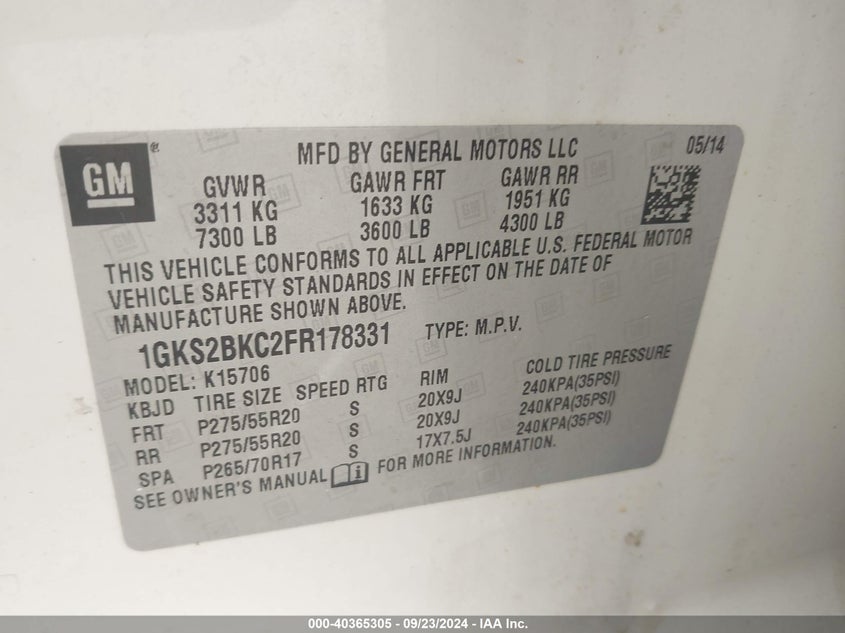 GM ®
MFD BY GENERAL MOTORS LLC 05/14
GVWR GAWR FRT GAWR RR
3311 KG 1633 KG 1951 KG
7300 LB 3600 LB 4300 LB
THIS VEHICLE CONFORMS TO ALL APPLICABLE U.S. FEDERAL MOTOR
VEHICLE SAFETY STANDARDS IN EFFECT ON THE DATE OF
MANUFACTURE SHOWN ABOVE.
1GKS2BKC2FR178331 TYPE: M.P.V.
MODEL: K15706
KBJD TIRE SIZE SPEED RTG RIM COLD TIRE PRESSURE
FRT P275/55R20 S 20X9J 240KPA(35PSI)
RR P275/55R20 S 20X9J 240KPA(35PSI)
SPA P265/70R17 S 17X7.5J 240KPA(35PSI)
SEE OWNER'S MANUAL i FOR MORE INFORMATION.
000-40365305 / 09/23/2024 - IAA Inc.